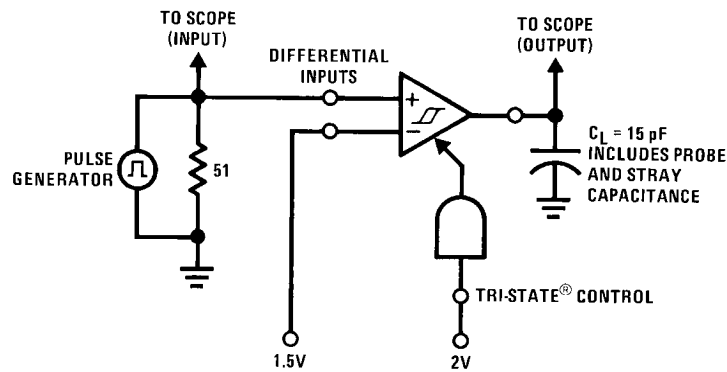 TO SCOPE
(INPUT)
DIFFERENTIAL
INPUTS
TO SCOPE
(OUTPUT)
+
−
PULSE
GENERATOR
51
C_L = 15 pF
INCLUDES PROBE
AND STRAY
CAPACITANCE
TRI-STATE® CONTROL
1.5V
2V